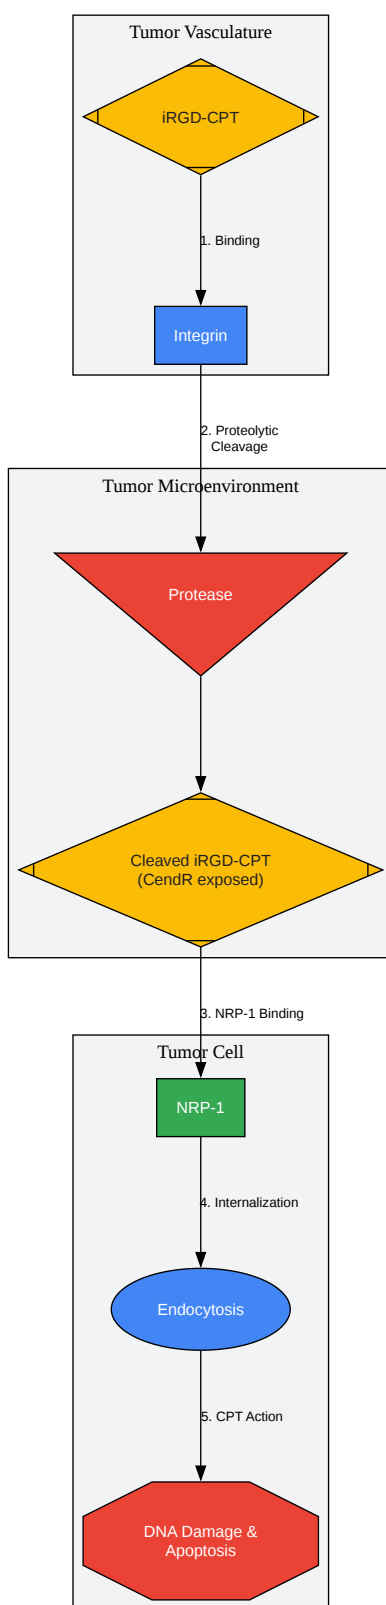 Tumor Vasculature
iRGD-CPT
1. Binding
Integrin
2. Proteolytic
Cleavage
Tumor Microenvironment
Protease
Cleaved iRGD-CPT
(CendR exposed)
3. NRP-1 Binding
Tumor Cell
NRP-1
4. Internalization
Endocytosis
5. CPT Action
DNA Damage &
Apoptosis